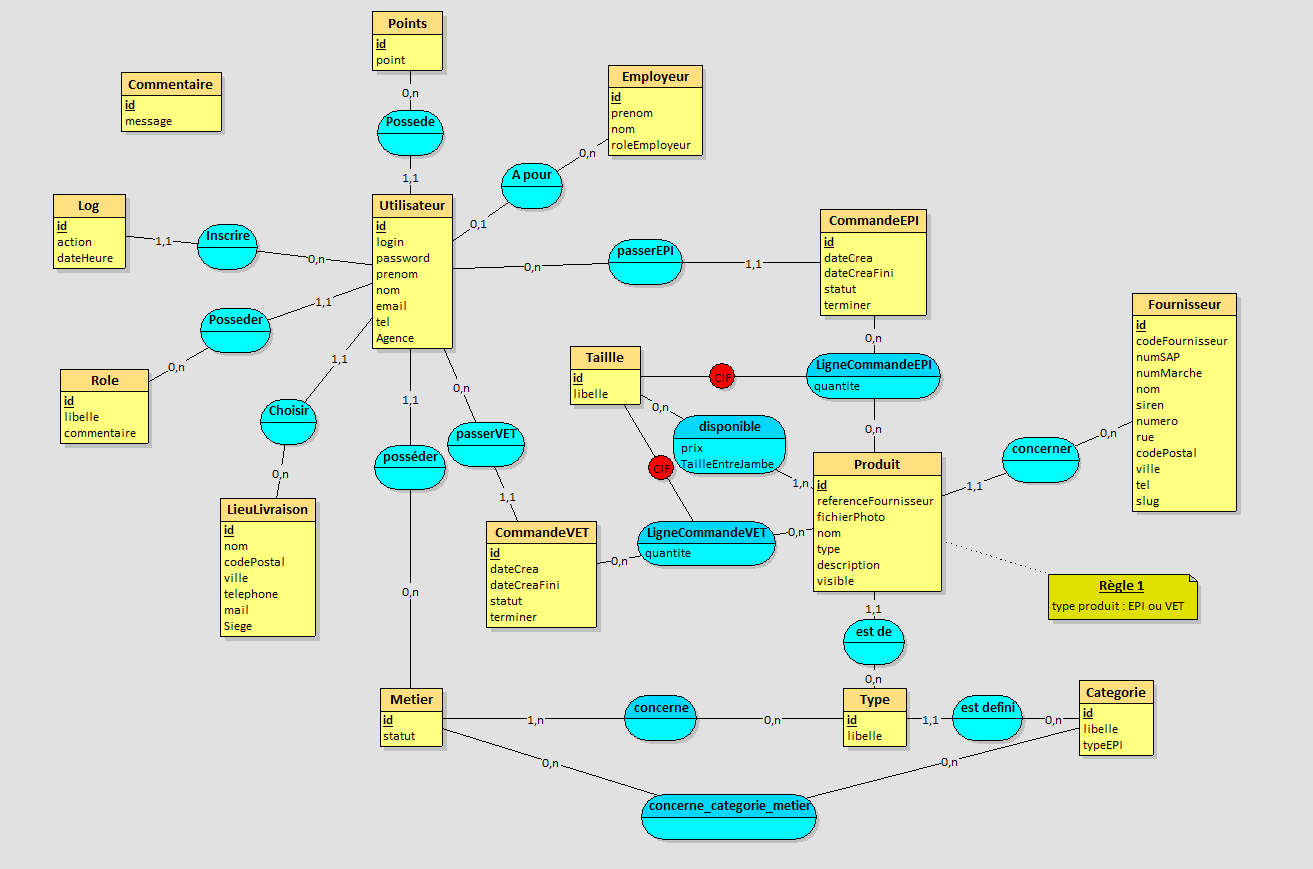 Points
id
point
0,n
Possede
1,1
Commentaire
id
message
Employeur
id
prenom
nom
roleEmployeur
0,n
A pour
0,1
Log
id
action
dateHeure
1,1
Inscrire
0,n
Utilisateur
id
login
password
prenom
nom
email
tel
Agence
0,n
passerEPI
1,1
CommandeEPI
id
dateCrea
dateCreaFini
statut
terminer
0,n
LigneCommandeEPI
quantite
0,n
Fournisseur
id
codeFournisseur
numSAP
numMarche
nom
siren
numero
rue
codePostal
ville
tel
slug
1,1
Posseder
0,n
Role
id
libelle
commentaire
1,1
Choisir
0,n
LieuLivraison
id
nom
codePostal
ville
telephone
mail
Siege
1,1
posséder
0,n
0,n
passerVET
1,1
CommandeVET
id
dateCrea
dateCreaFini
statut
terminer
Taillle
id
libelle
CIF
0,n
disponible
prix
TailleEntreJambe
1,n
CIF
LigneCommandeVET
quantite
0,n
0,n
Produit
id
referenceFournisseur
fichierPhoto
nom
type
description
visible
1,1
concerner
0,n
Règle 1
type produit : EPI ou VET
1,1
est de
0,n
Metier
id
statut
1,n
concerne
0,n
Type
id
libelle
1,1
est defini
0,n
Categorie
id
libelle
typeEPI
0,n
concerne_categorie_metier
0,n